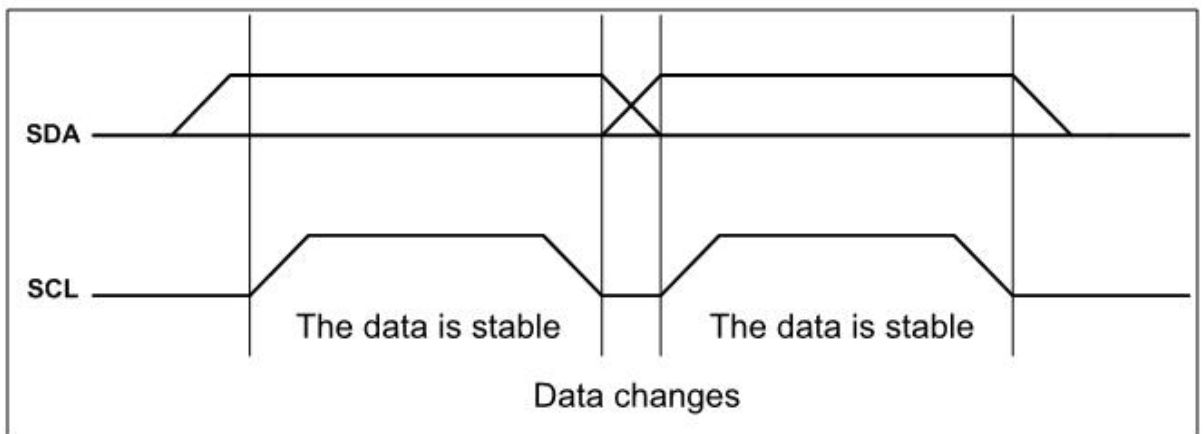 SDA
SCL
The data is stable
The data is stable
Data changes